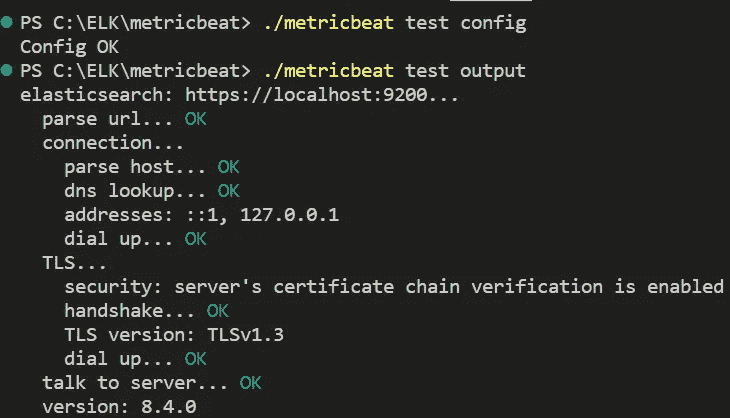 PS C:\ELK\metricbeat> ./metricbeat test config
Config OK
PS C:\ELK\metricbeat> ./metricbeat test output
elasticsearch: https://localhost:9200...
parse url... OK
connection...
parse host... OK
dns lookup... OK
addresses: ::1, 127.0.0.1
dial up... OK
TLS...
security: server's certificate chain verification is enabled
handshake... OK
TLS version: TLSv1.3
dial up... OK
talk to server... OK
version: 8.4.0